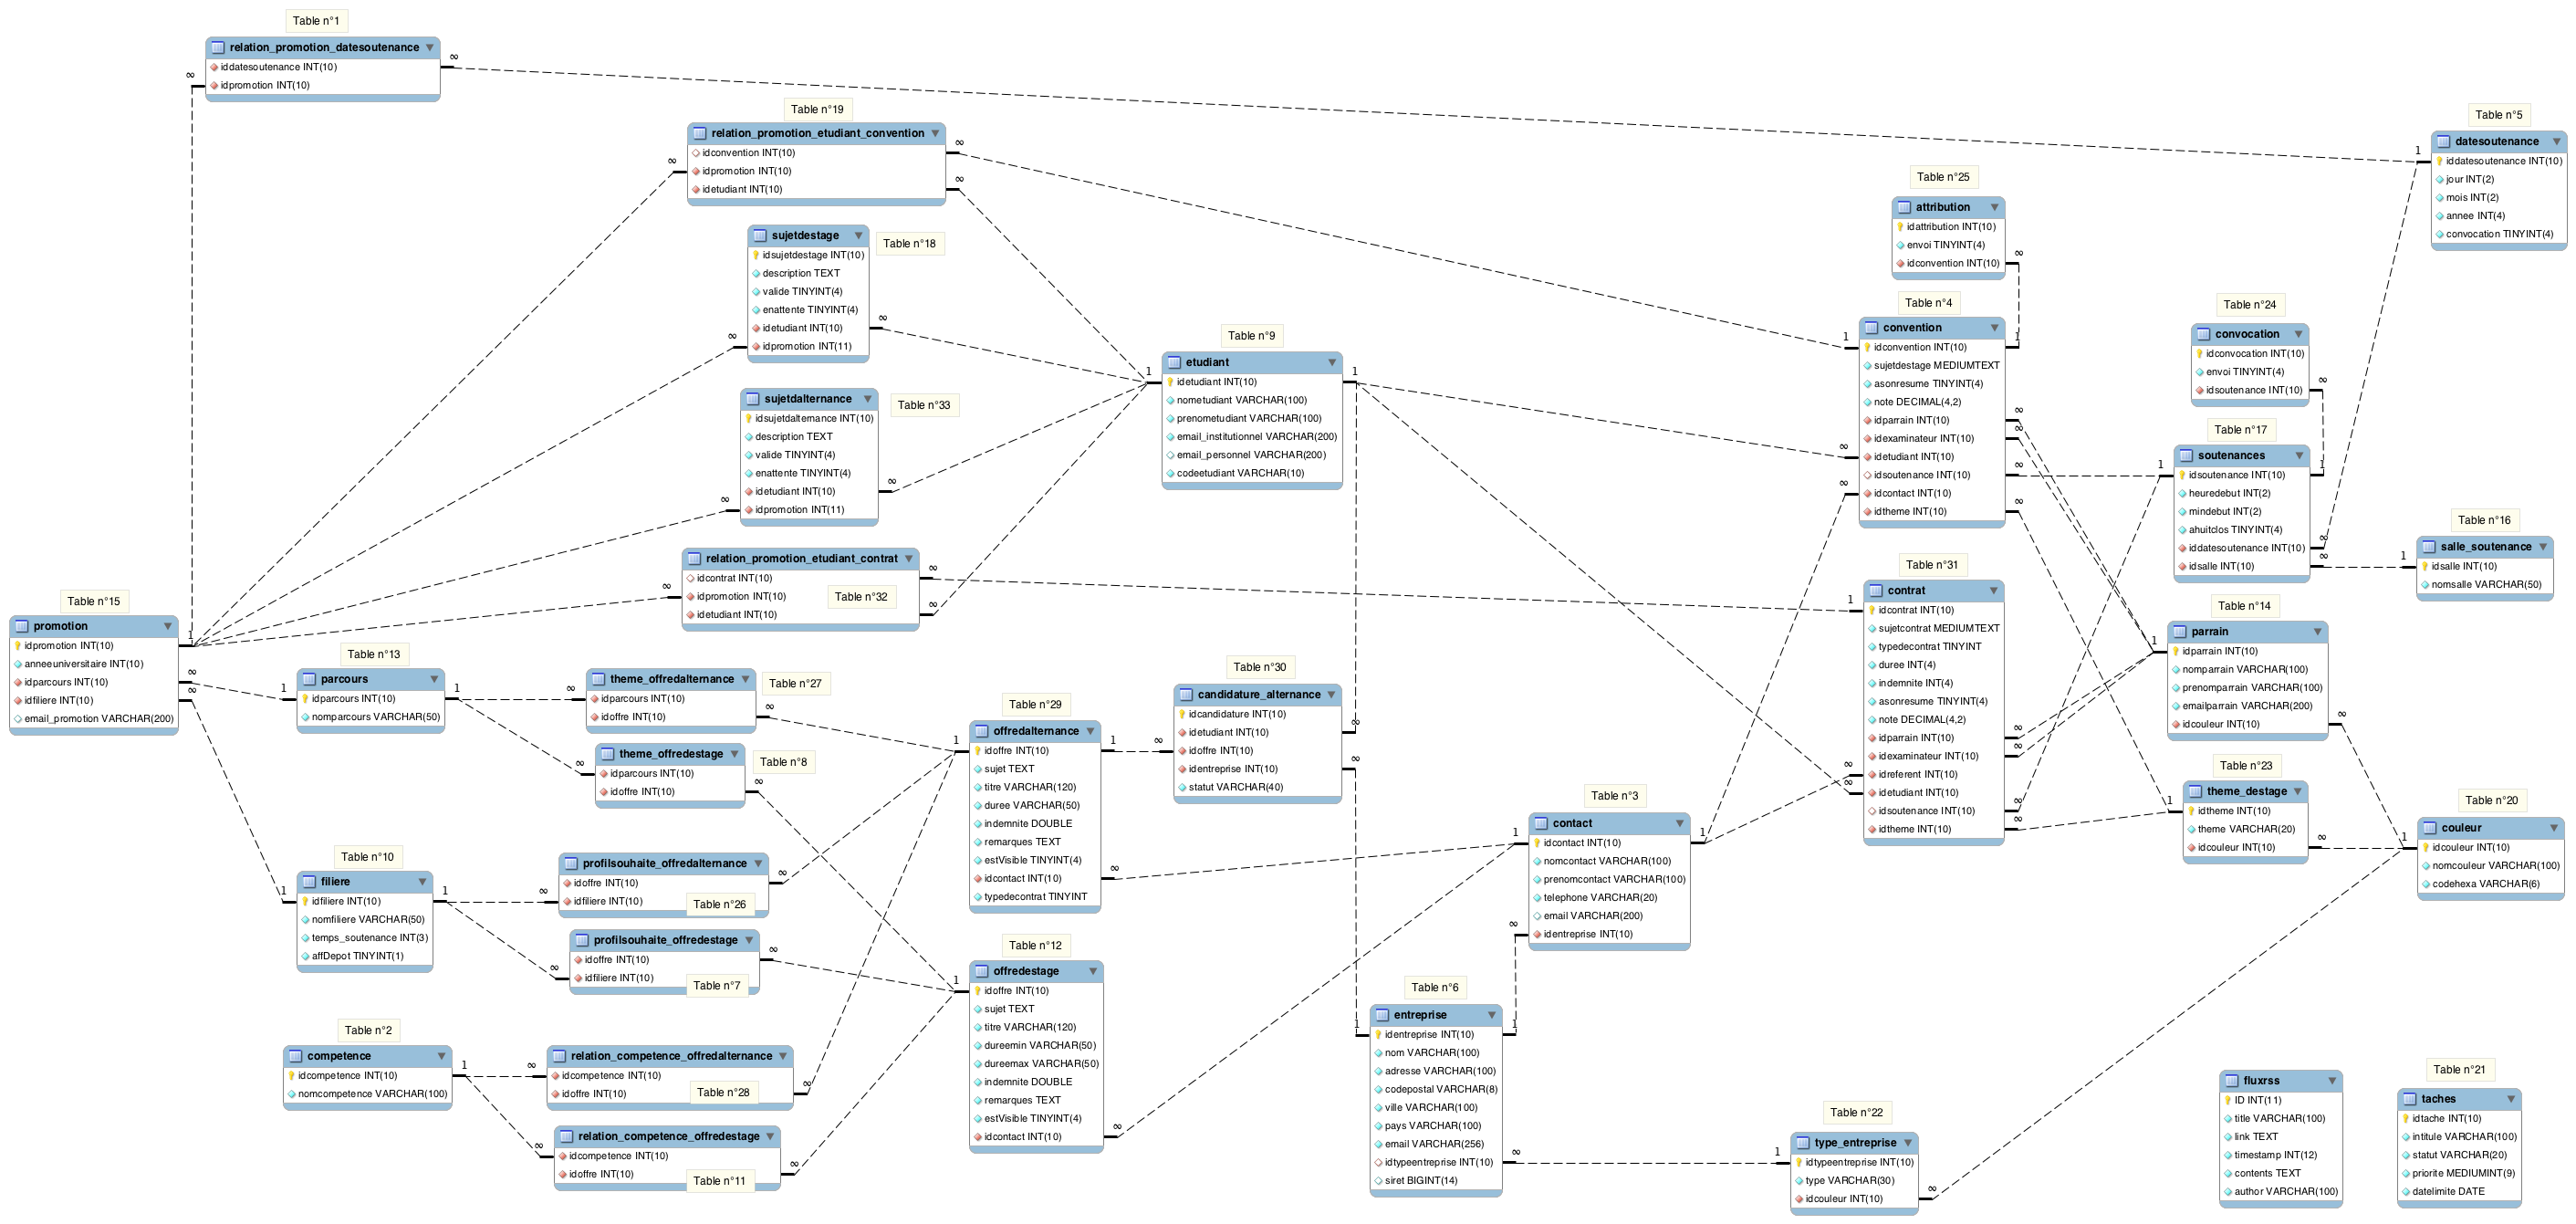 Table n°1
relation_promotion_datesoutenance
iddatesoutenance INT(10)
idpromotion INT(10)
Table n°19
relation_promotion_etudiant_convention
idconvention INT(10)
idpromotion INT(10)
idetudiant INT(10)
Table n°5
datesoutenance
iddatesoutenance INT(10)
jour INT(2)
mois INT(2)
annee INT(4)
convocation TINYINT(4)
Table n°25
attribution
idattribution INT(10)
envoi TINYINT(4)
idconvention INT(10)
Table n°18
sujetdestage
idsujetdestage INT(10)
description TEXT
valide TINYINT(4)
enattente TINYINT(4)
idetudiant INT(10)
idpromotion INT(11)
Table n°4
convention
idconvention INT(10)
sujetdestage MEDIUMTEXT
asonresume TINYINT(4)
note DECIMAL(4,2)
idparrain INT(10)
idexaminateur INT(10)
idetudiant INT(10)
idsoutenance INT(10)
idcontact INT(10)
idtheme INT(10)
Table n°24
convocation
idconvocation INT(10)
envoi TINYINT(4)
idsoutenance INT(10)
Table n°9
etudiant
idetudiant INT(10)
nometudiant VARCHAR(100)
prenometudiant VARCHAR(100)
email_institutionnel VARCHAR(200)
email_personnel VARCHAR(200)
codeetudiant VARCHAR(10)
Table n°33
sujetdalternance
idsujetdalternance INT(10)
description TEXT
valide TINYINT(4)
enattente TINYINT(4)
idetudiant INT(10)
idpromotion INT(11)
Table n°17
soutenances
idsoutenance INT(10)
heuredebut INT(2)
mindebut INT(2)
ahuitclos TINYINT(4)
iddatesoutenance INT(10)
idsalle INT(10)
Table n°16
salle_soutenance
idsalle INT(10)
nomsalle VARCHAR(50)
relation_promotion_etudiant_contrat
idcontrat INT(10)
idpromotion INT(10)
idetudiant INT(10)
Table n°32
Table n°31
contrat
idcontrat INT(10)
sujetcontrat MEDIUMTEXT
typedecontrat TINYINT
duree INT(4)
indemnite INT(4)
asonresume TINYINT(4)
note DECIMAL(4,2)
idparrain INT(10)
idexaminateur INT(10)
idreferent INT(10)
idetudiant INT(10)
idsoutenance INT(10)
idtheme INT(10)
Table n°15
promotion
idpromotion INT(10)
anneeuniversitaire INT(10)
idparcours INT(10)
idfiliere INT(10)
email_promotion VARCHAR(200)
Table n°14
parrain
idparrain INT(10)
nomparrain VARCHAR(100)
prenomparrain VARCHAR(100)
emailparrain VARCHAR(200)
idcouleur INT(10)
Table n°13
parcours
idparcours INT(10)
nomparcours VARCHAR(50)
theme_offredalternance
idparcours INT(10)
idoffre INT(10)
Table n°27
Table n°30
candidature_alternance
idcandidature INT(10)
idetudiant INT(10)
idoffre INT(10)
identreprise INT(10)
statut VARCHAR(40)
Table n°29
offredalternance
idoffre INT(10)
sujet TEXT
titre VARCHAR(120)
duree VARCHAR(50)
indemnite DOUBLE
remarques TEXT
estVisible TINYINT(4)
idcontact INT(10)
typedecontrat TINYINT
theme_offredestage
idparcours INT(10)
idoffre INT(10)
Table n°8
Table n°23
theme_destage
idtheme INT(10)
theme VARCHAR(20)
idcouleur INT(10)
Table n°20
couleur
idcouleur INT(10)
nomcouleur VARCHAR(100)
codehexa VARCHAR(6)
Table n°3
contact
idcontact INT(10)
nomcontact VARCHAR(100)
prenomcontact VARCHAR(100)
telephone VARCHAR(20)
email VARCHAR(200)
identreprise INT(10)
Table n°10
filiere
idfiliere INT(10)
nomfiliere VARCHAR(50)
temps_soutenance INT(3)
affDepot TINYINT(1)
profilsouhaite_offredalternance
idoffre INT(10)
idfiliere INT(10)
Table n°26
profilsouhaite_offredestage
idoffre INT(10)
idfiliere INT(10)
Table n°7
Table n°12
offredestage
idoffre INT(10)
sujet TEXT
titre VARCHAR(120)
dureemin VARCHAR(50)
dureemax VARCHAR(50)
indemnite DOUBLE
remarques TEXT
estVisible TINYINT(4)
idcontact INT(10)
Table n°6
entreprise
identreprise INT(10)
nom VARCHAR(100)
adresse VARCHAR(100)
codepostal VARCHAR(8)
ville VARCHAR(100)
pays VARCHAR(100)
email VARCHAR(256)
idtypeentreprise INT(10)
siret BIGINT(14)
Table n°2
competence
idcompetence INT(10)
nomcompetence VARCHAR(100)
relation_competence_offredalternance
idcompetence INT(10)
idoffre INT(10)
Table n°28
relation_competence_offredestage
idcompetence INT(10)
idoffre INT(10)
Table n°11
Table n°22
type_entreprise
idtypeentreprise INT(10)
type VARCHAR(30)
idcouleur INT(10)
fluxrss
ID INT(11)
title VARCHAR(100)
link TEXT
timestamp INT(12)
contents TEXT
author VARCHAR(100)
Table n°21
taches
idtache INT(10)
intitule VARCHAR(100)
statut VARCHAR(20)
priorite MEDIUMINT(9)
datelimite DATE